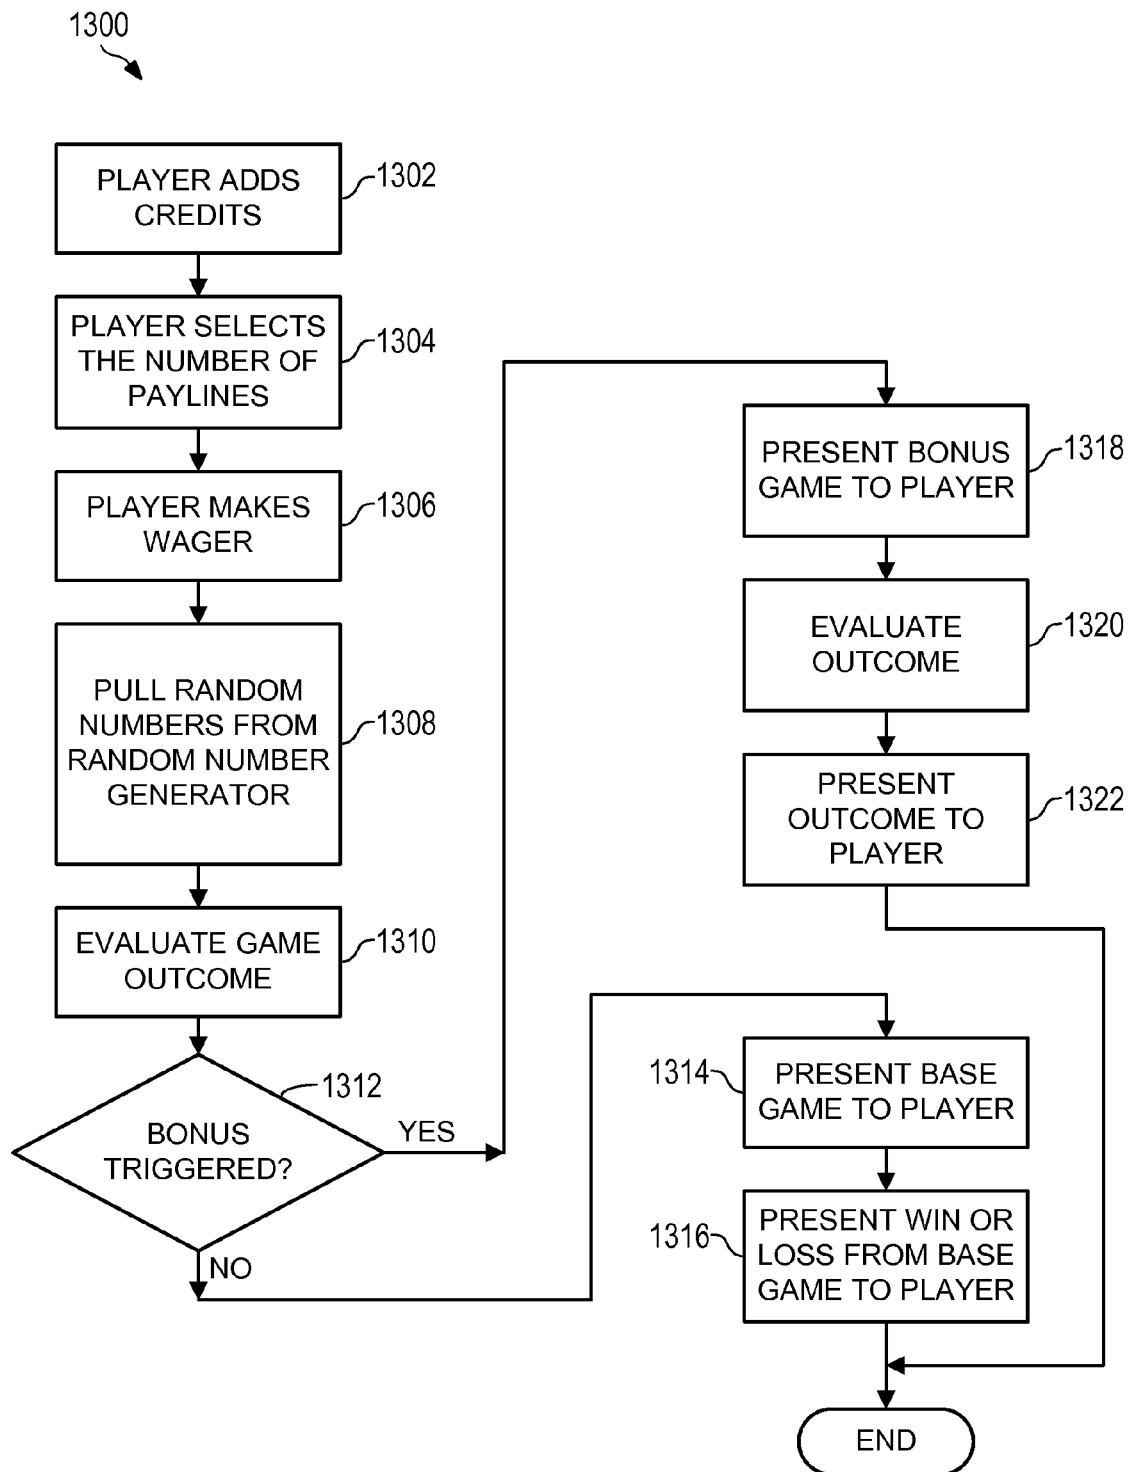 1300
PLAYER ADDS
CREDITS
1302
PLAYER SELECTS
THE NUMBER OF
PAYLINES
1304
PLAYER MAKES
WAGER
1306
PULL RANDOM
NUMBERS FROM
RANDOM NUMBER
GENERATOR
1308
EVALUATE GAME
OUTCOME
1310
BONUS
TRIGGERED?
1312
YES
NO
PRESENT BONUS
GAME TO PLAYER
1318
EVALUATE
OUTCOME
1320
PRESENT
OUTCOME TO
PLAYER
1322
1314
PRESENT BASE
GAME TO PLAYER
1316
PRESENT WIN OR
LOSS FROM BASE
GAME TO PLAYER
END